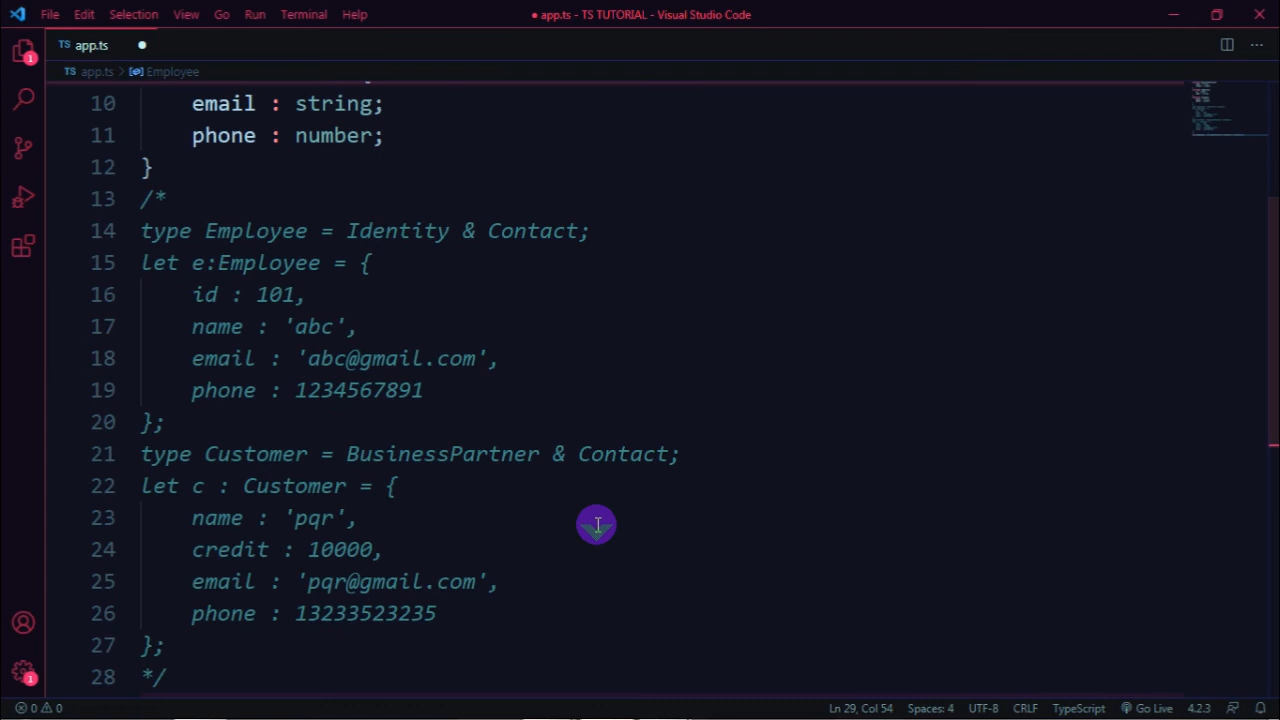 File Edit Selection View Go Run Terminal Help
● app.ts - TS TUTORIAL - Visual Studio Code
TS app.ts ●
TS app.ts > Employee
10 email : string;
11 phone : number;
12 }
13 /*
14 type Employee = Identity & Contact;
15 let e:Employee = {
16 id : 101,
17 name : 'abc',
18 email : 'abc@gmail.com',
19 phone : 1234567891
20 };
21 type Customer = BusinessPartner & Contact;
22 let c : Customer = {
23 name : 'pqr',
24 credit : 10000,
25 email : 'pqr@gmail.com',
26 phone : 13233523235
27 };
28 */
1
1
0 0 Ln 29, Col 54 Spaces: 4 UTF-8 CRLF TypeScript Go Live 4.2.3